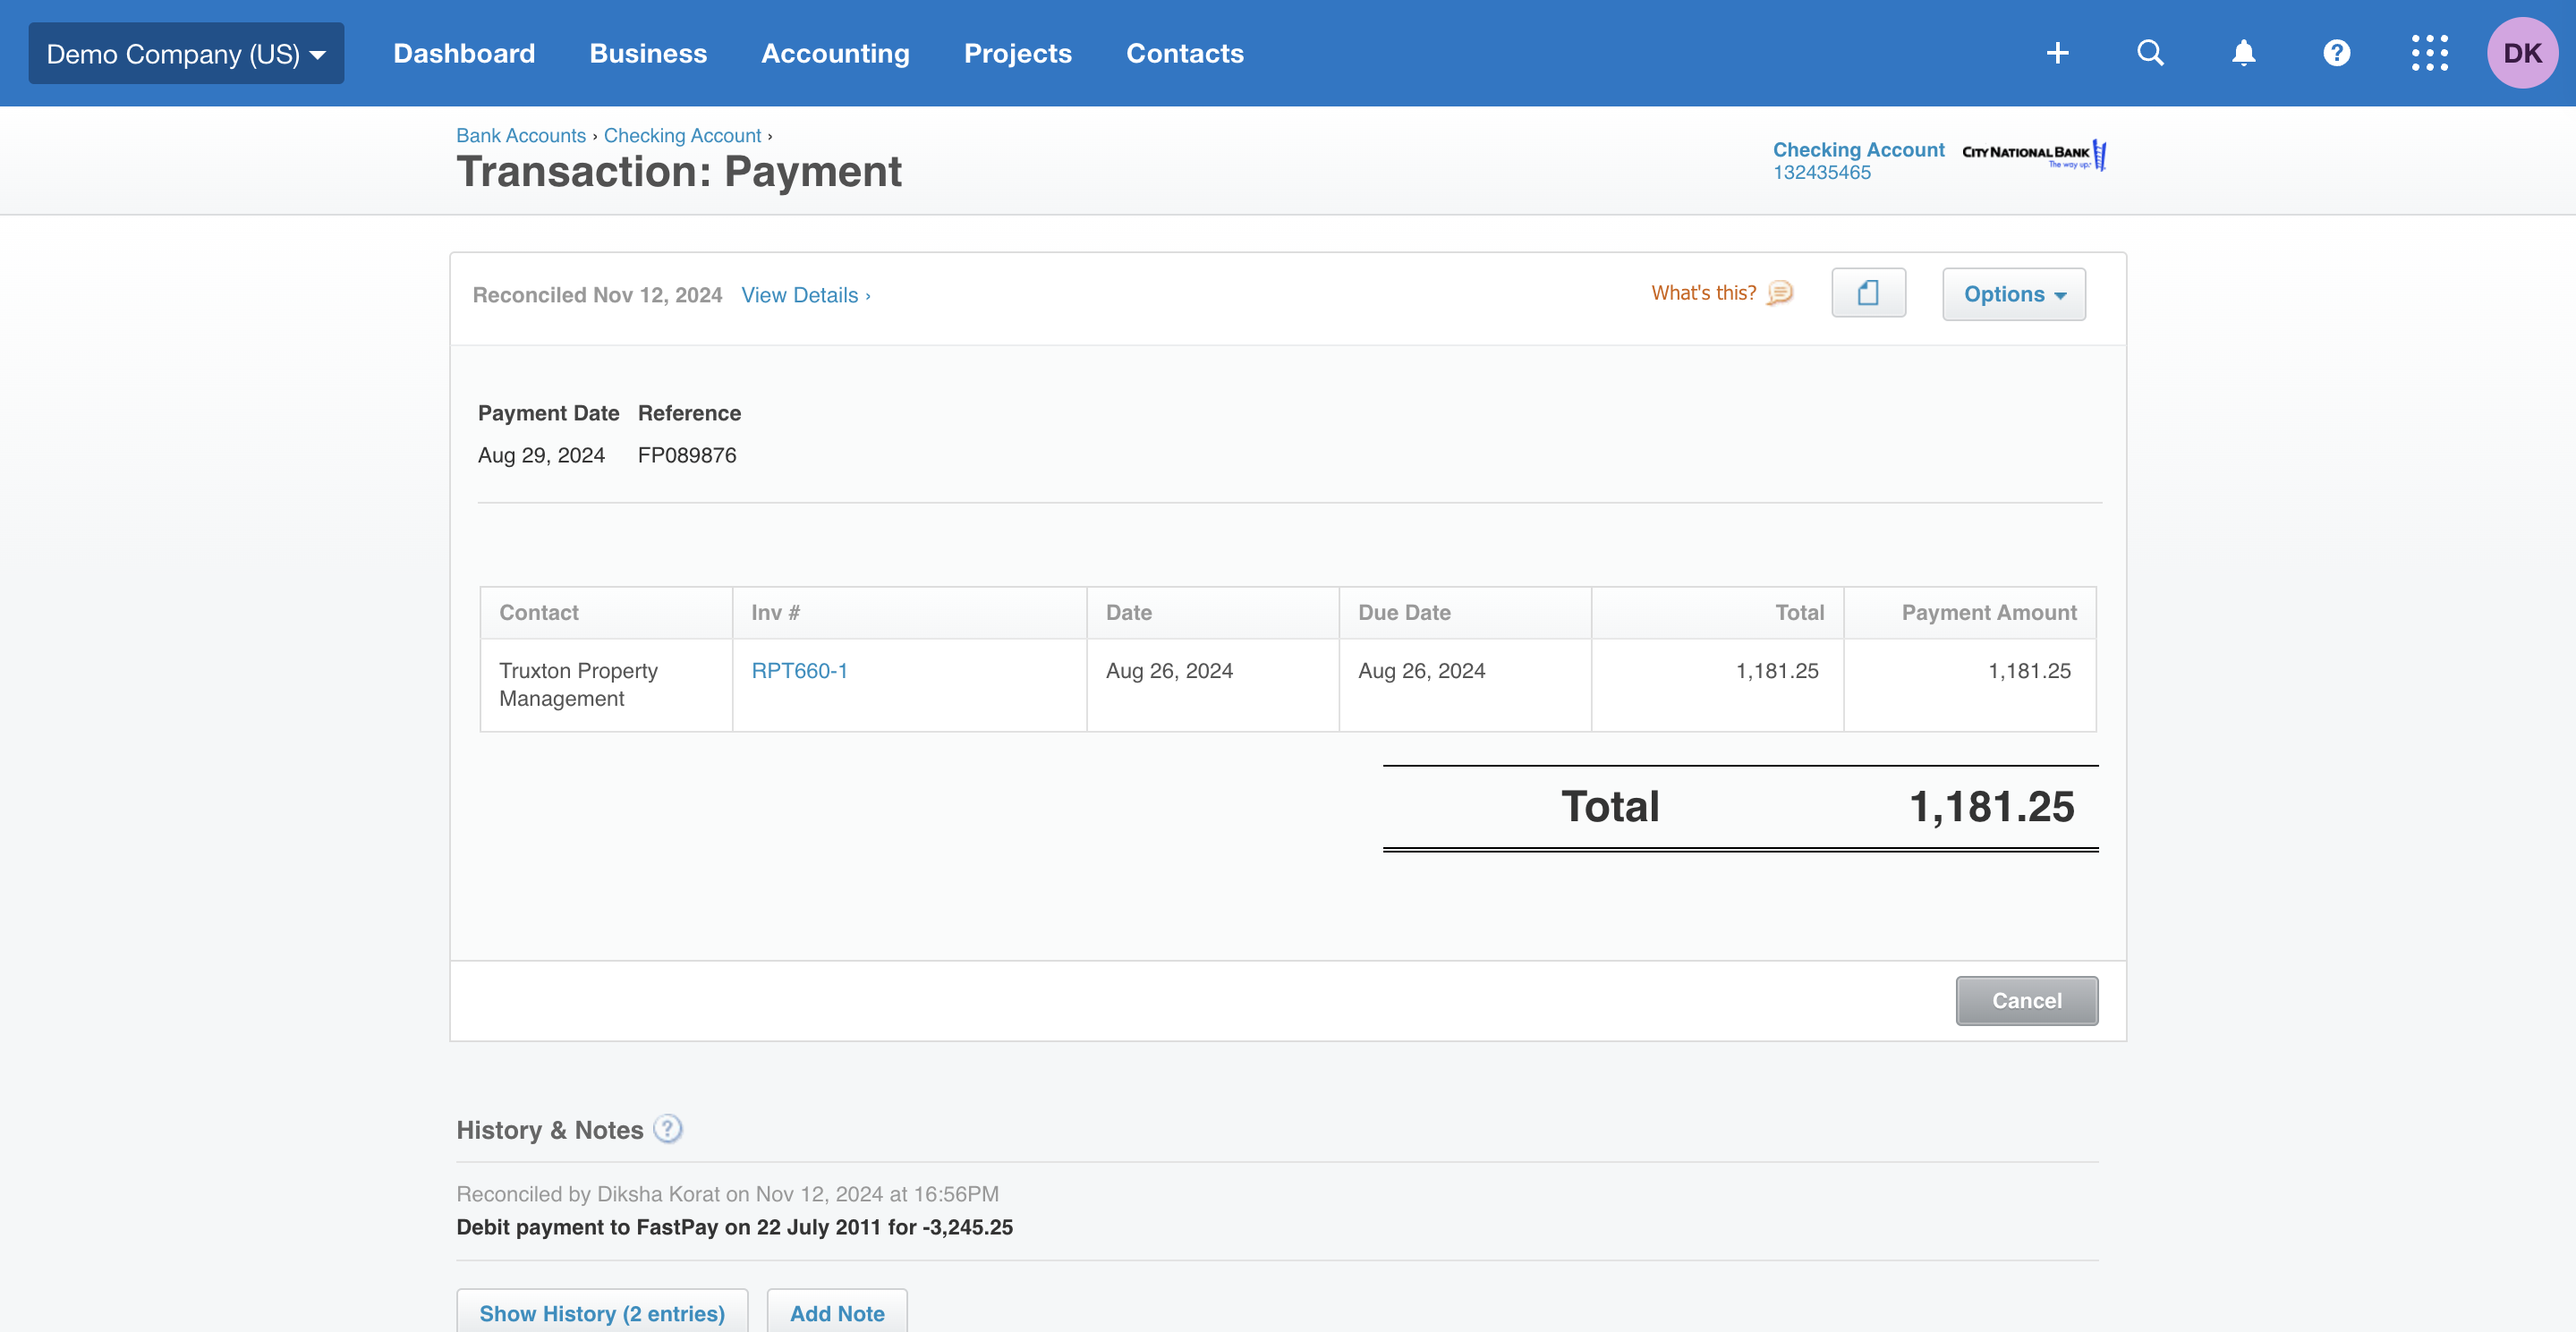 Demo Company (US)
Dashboard
Business
Accounting
Projects
Contacts
DK
Bank Accounts › Checking Account ›
Transaction: Payment
Checking Account
132435465
CITY NATIONAL BANK
The way up.
Reconciled Nov 12, 2024 View Details ›
What's this?
Options
Payment Date Reference
Aug 29, 2024 FP089876
Contact Inv # Date Due Date Total Payment Amount
Truxton Property Management RPT660-1 Aug 26, 2024 Aug 26, 2024 1,181.25 1,181.25
Total 1,181.25
Cancel
History & Notes ?
Reconciled by Diksha Korat on Nov 12, 2024 at 16:56PM
Debit payment to FastPay on 22 July 2011 for -3,245.25
Show History (2 entries) Add Note